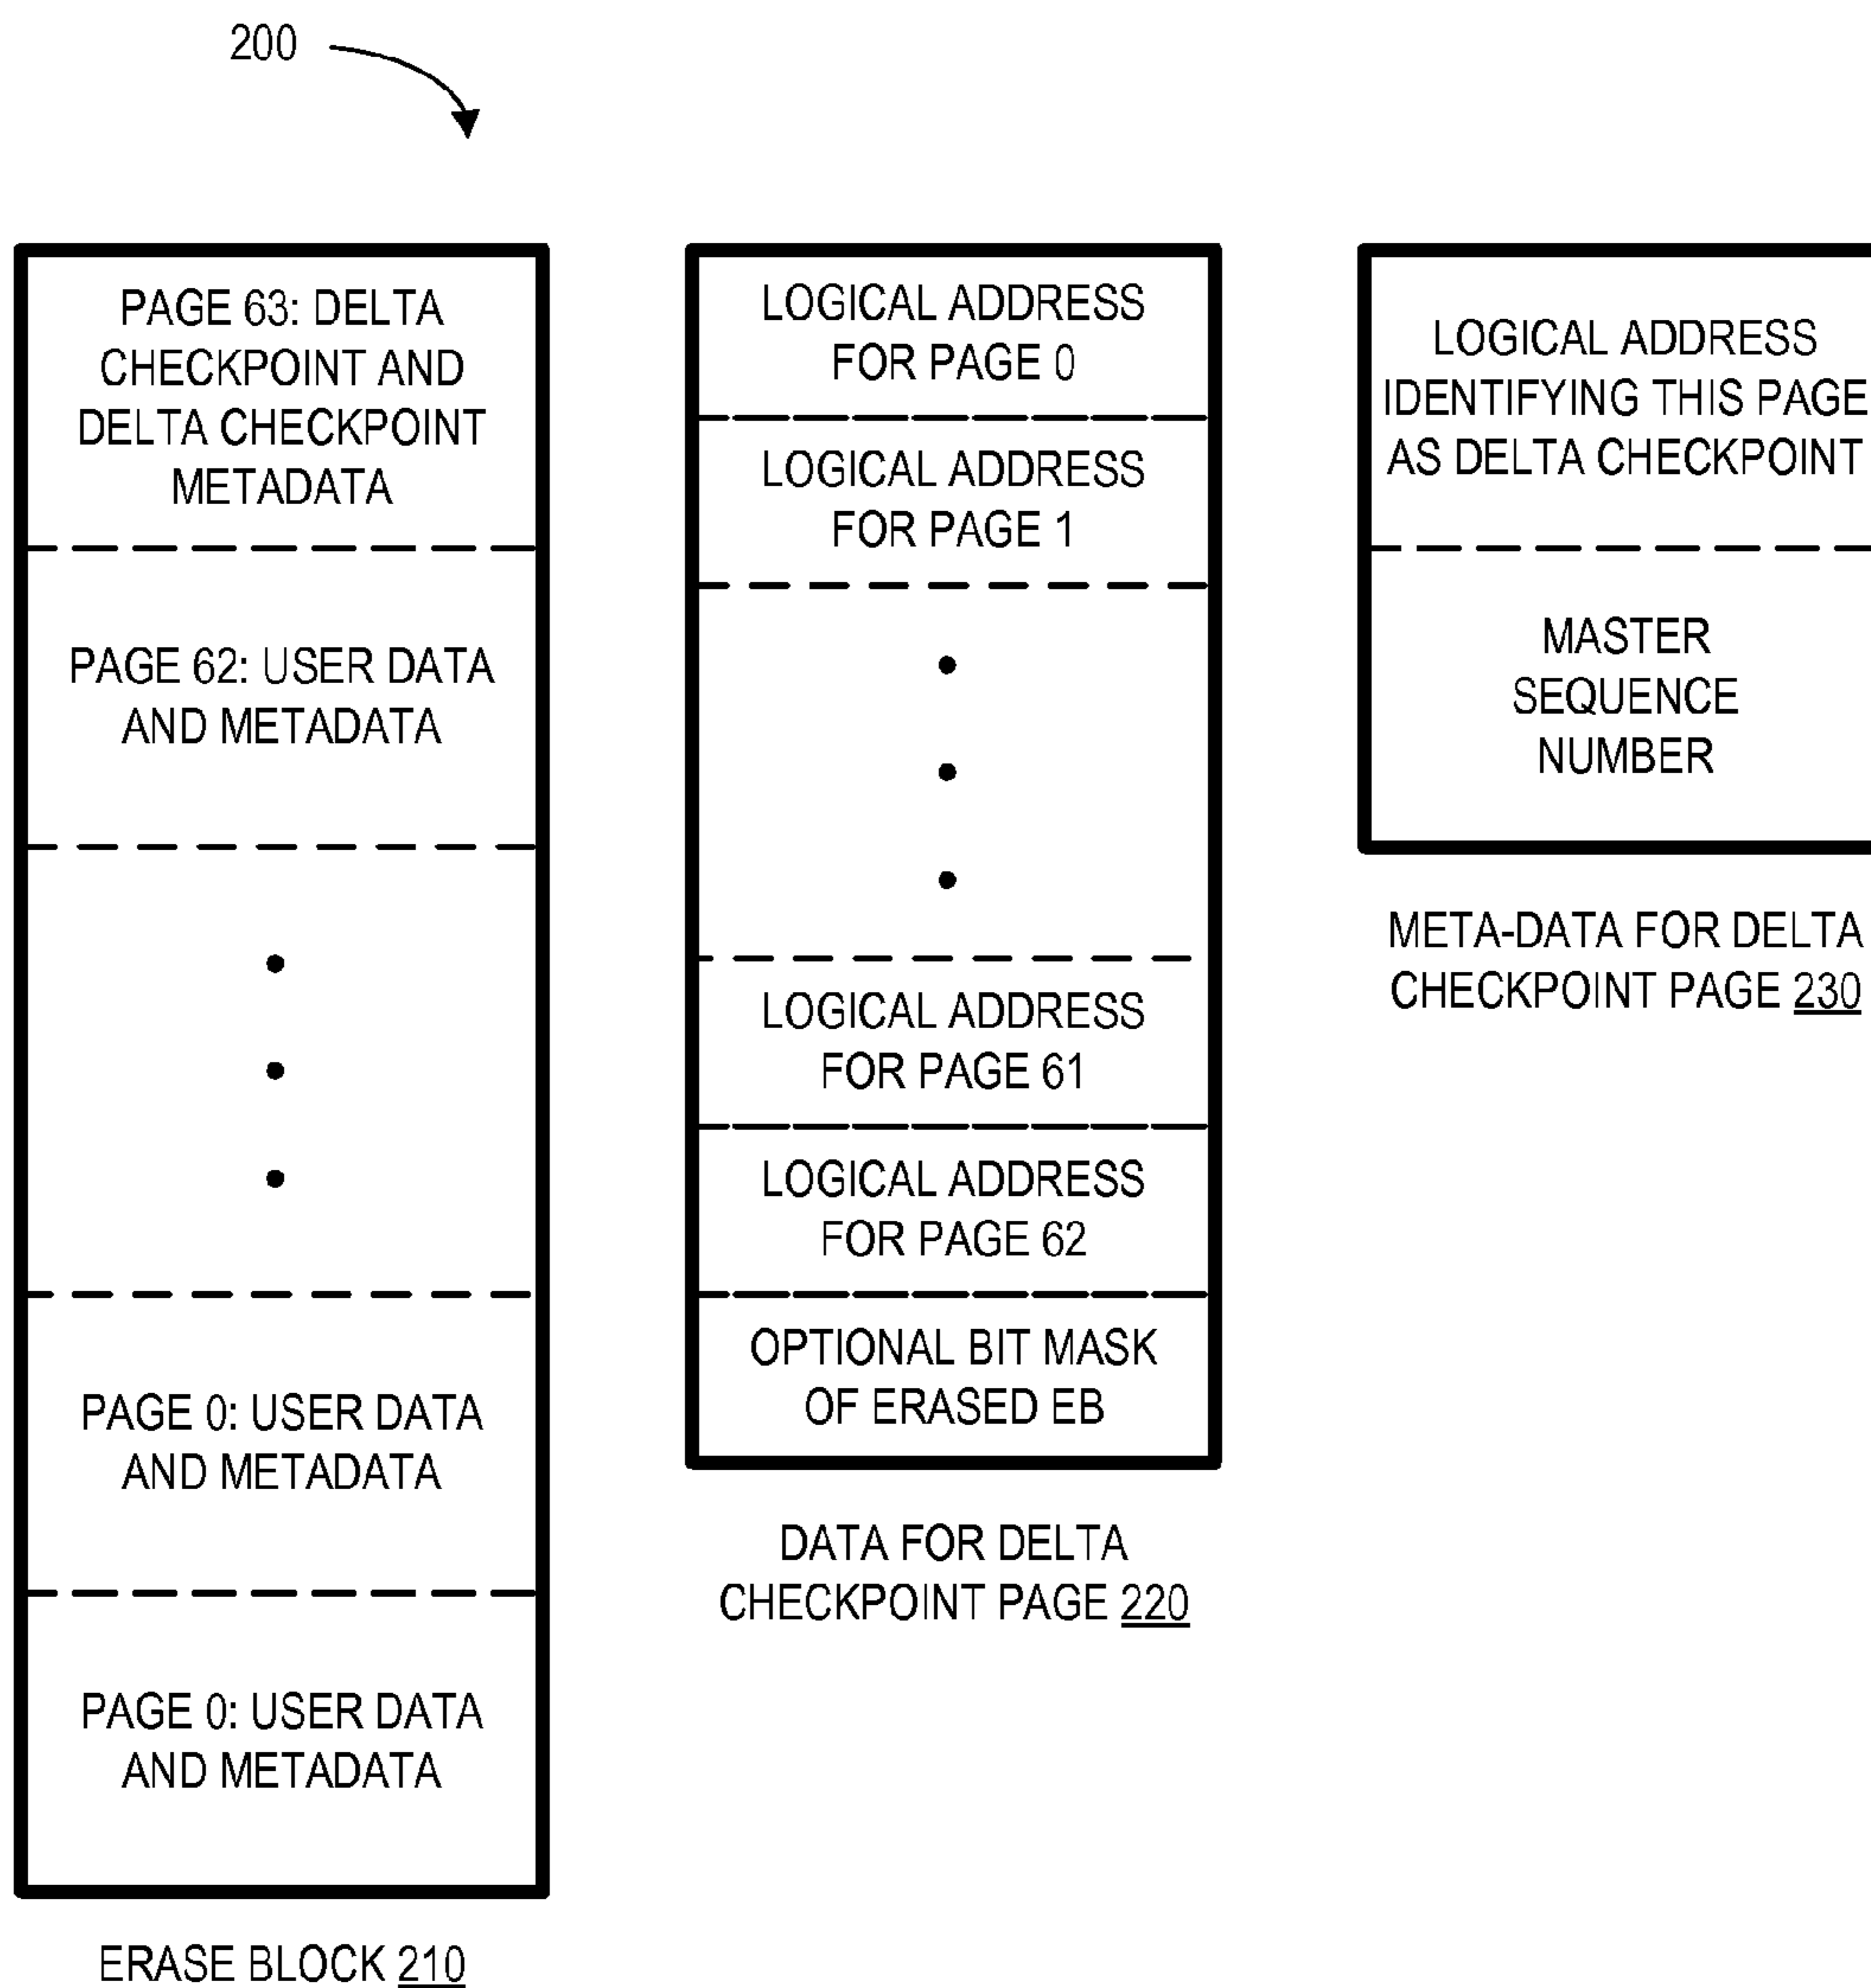 200
PAGE 63: DELTA
CHECKPOINT AND
DELTA CHECKPOINT
METADATA
PAGE 62: USER DATA
AND METADATA
PAGE 0: USER DATA
AND METADATA
PAGE 0: USER DATA
AND METADATA
ERASE BLOCK 210
LOGICAL ADDRESS
FOR PAGE 0
LOGICAL ADDRESS
FOR PAGE 1
LOGICAL ADDRESS
FOR PAGE 61
LOGICAL ADDRESS
FOR PAGE 62
OPTIONAL BIT MASK
OF ERASED EB
DATA FOR DELTA
CHECKPOINT PAGE 220
LOGICAL ADDRESS
IDENTIFYING THIS PAGE
AS DELTA CHECKPOINT
MASTER
SEQUENCE
NUMBER
META-DATA FOR DELTA
CHECKPOINT PAGE 230